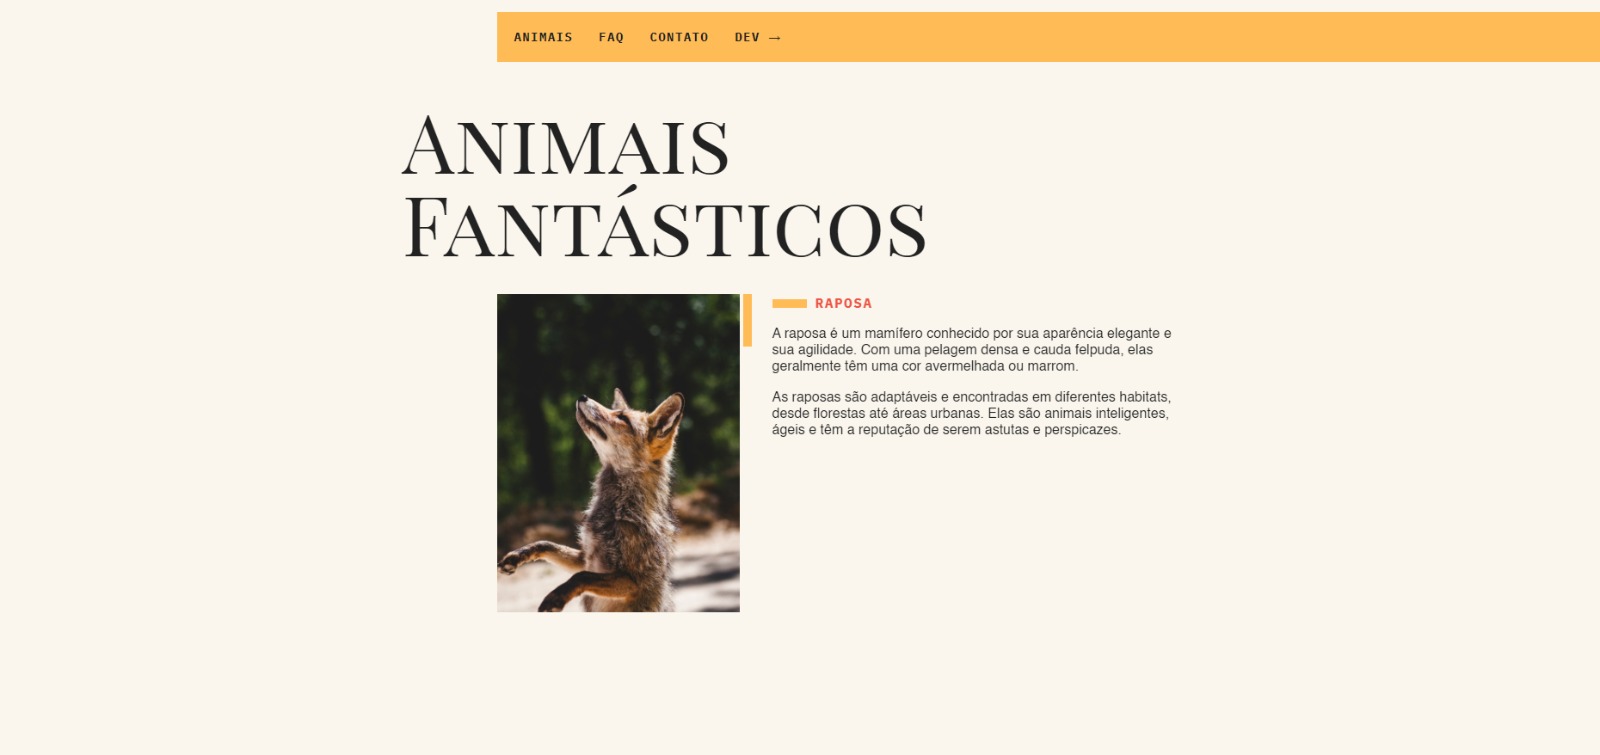 ANIMAIS FAQ CONTATO DEV →
ANIMAIS
FANTÁSTICOS
RAPOSA
A raposa é um mamífero conhecido por sua aparência elegante e
sua agilidade. Com uma pelagem densa e cauda felpuda, elas
geralmente têm uma cor avermelhada ou marrom.
As raposas são adaptáveis e encontradas em diferentes habitats,
desde florestas até áreas urbanas. Elas são animais inteligentes,
ágeis e têm a reputação de serem astutas e perspicazes.